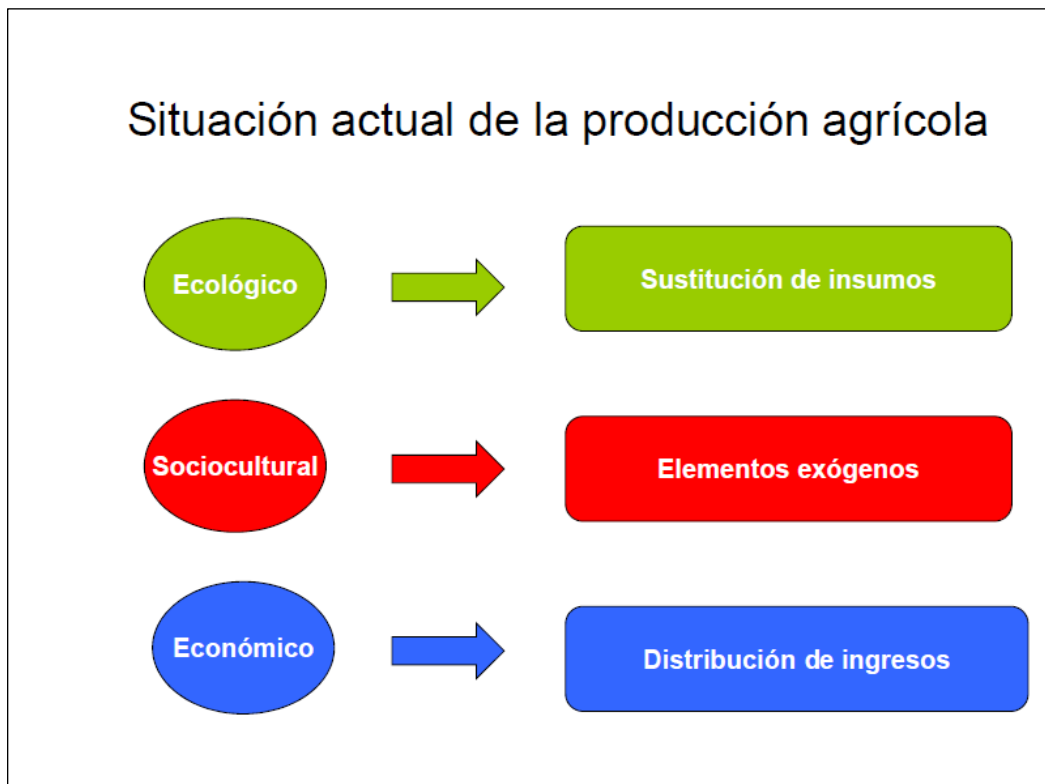 Situación actual de la producción agrícola
Ecológico
Sustitución de insumos
Sociocultural
Elementos exógenos
Económico
Distribución de ingresos